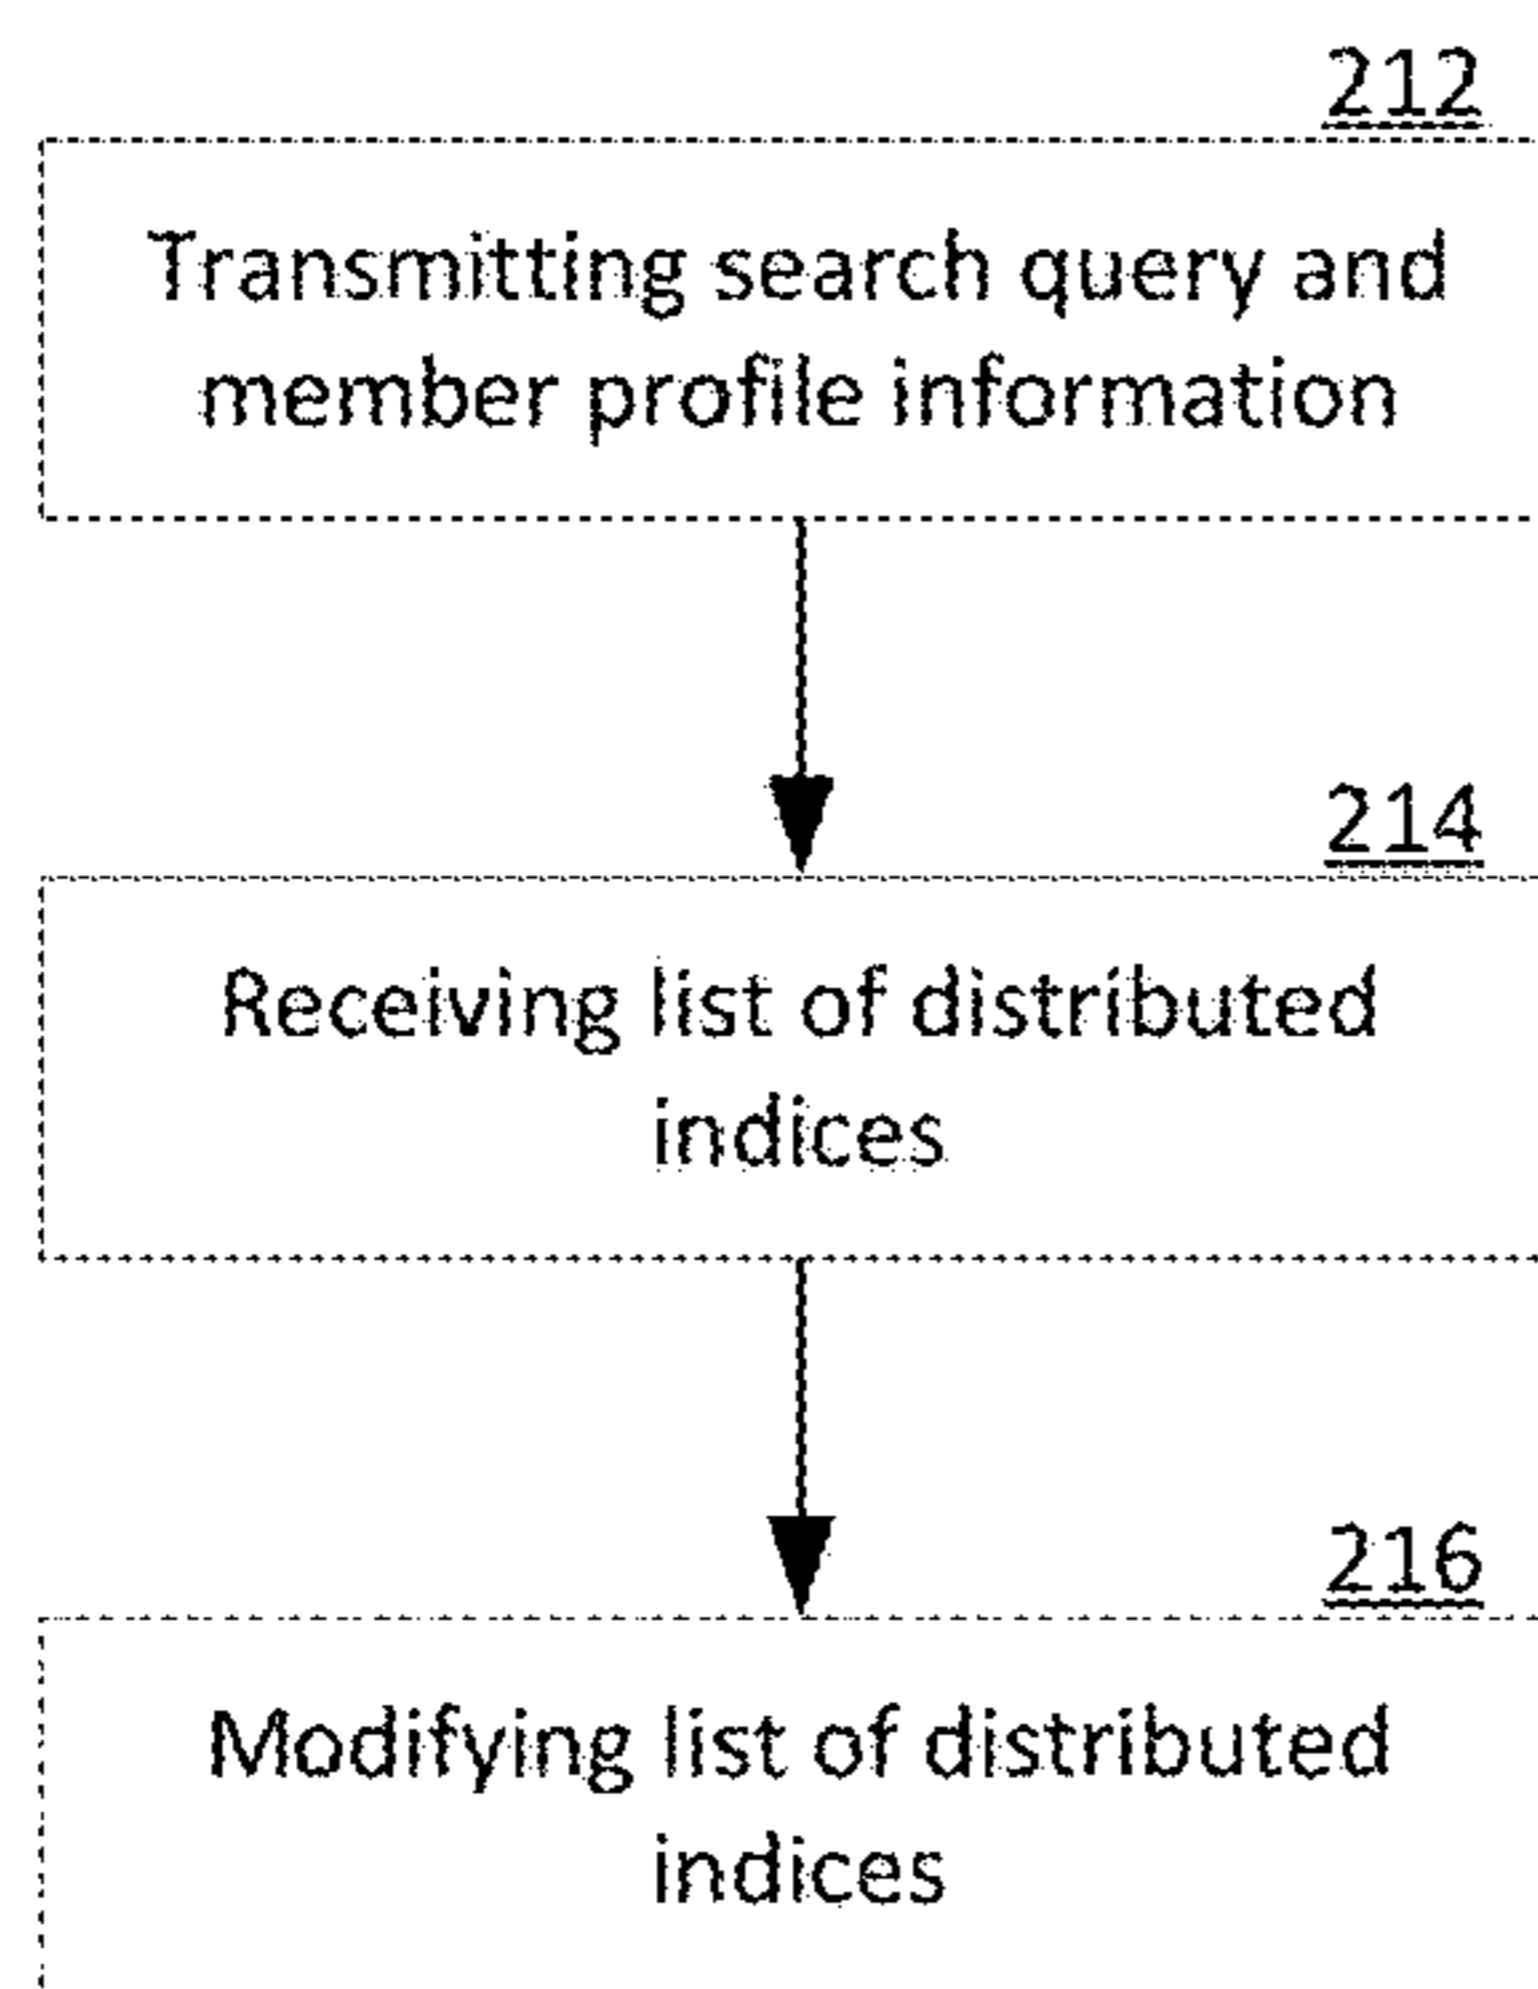 212
Transmitting search query and
member profile information
214
Receiving list of distributed
indices
216
Modifying list of distributed
indices